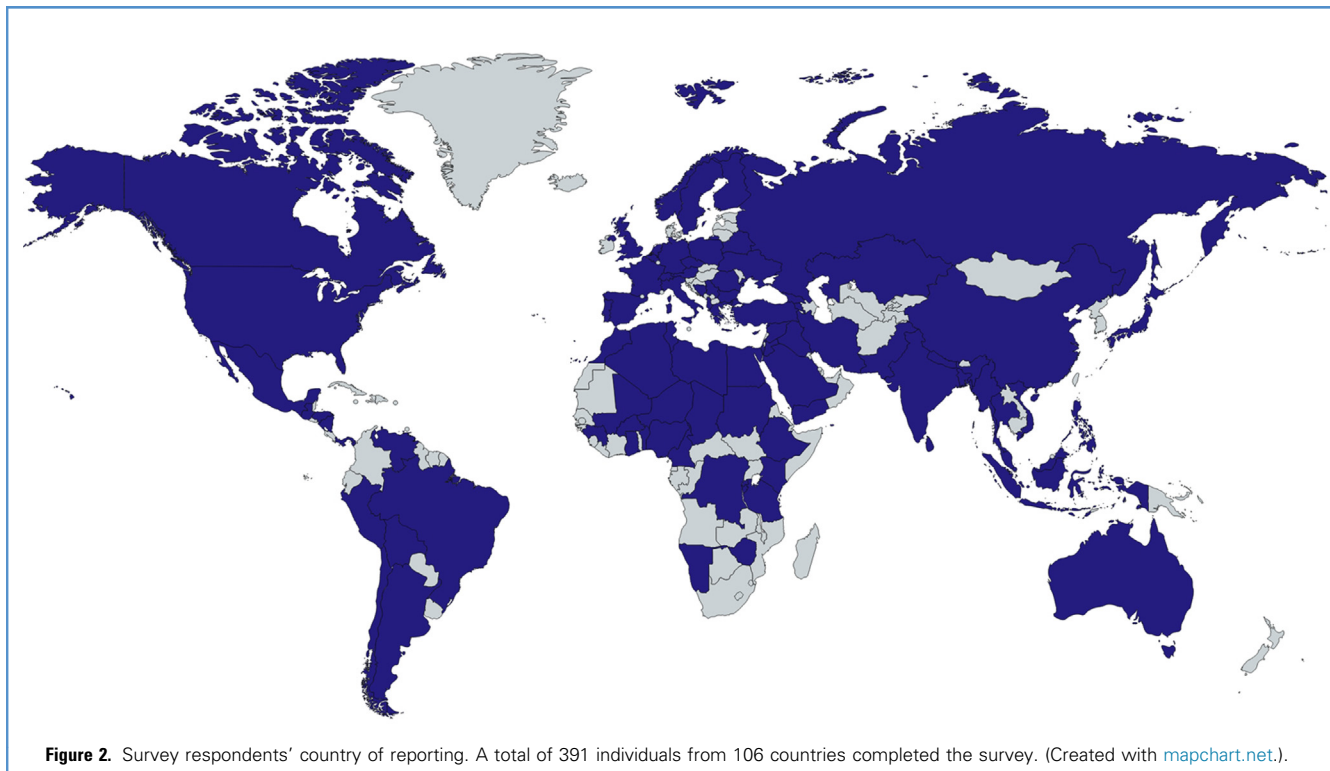 Figure 2. Survey respondents' country of reporting. A total of 391 individuals from 106 countries completed the survey. (Created with mapchart.net.).